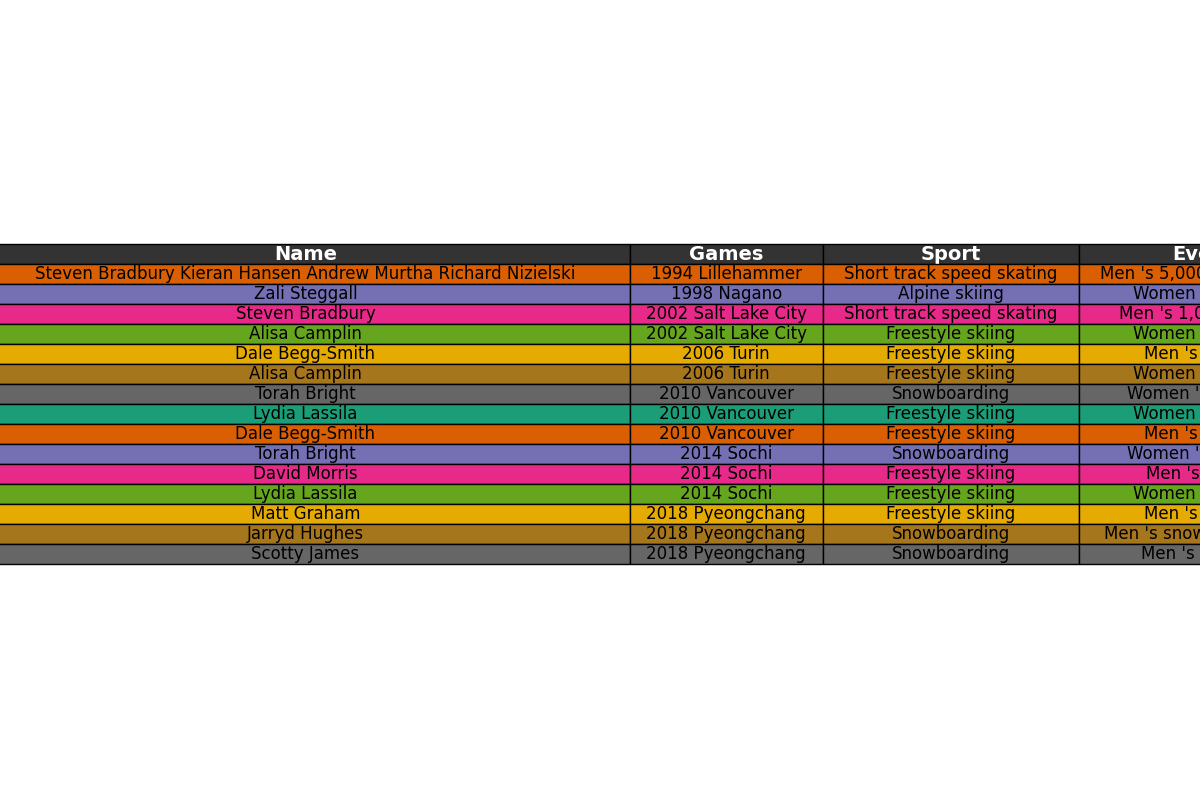 Name Games Sport
Steven Bradbury Kieran Hansen Andrew Murtha Richard Nizielski 1994 Lillehammer Short track speed skating Men 's 5,000
Zali Steggall 1998 Nagano Alpine skiing Women
Steven Bradbury 2002 Salt Lake City Short track speed skating Men 's 1,0
Alisa Camplin 2002 Salt Lake City Freestyle skiing Women
Dale Begg-Smith 2006 Turin Freestyle skiing Men 's
Alisa Camplin 2006 Turin Freestyle skiing Women
Torah Bright 2010 Vancouver Snowboarding Women '
Lydia Lassila 2010 Vancouver Freestyle skiing Women
Dale Begg-Smith 2010 Vancouver Freestyle skiing Men 's
Torah Bright 2014 Sochi Snowboarding Women '
David Morris 2014 Sochi Freestyle skiing Men 's
Lydia Lassila 2014 Sochi Freestyle skiing Women
Matt Graham 2018 Pyeongchang Freestyle skiing Men 's
Jarryd Hughes 2018 Pyeongchang Snowboarding Men 's snow
Scotty James 2018 Pyeongchang Snowboarding Men 's